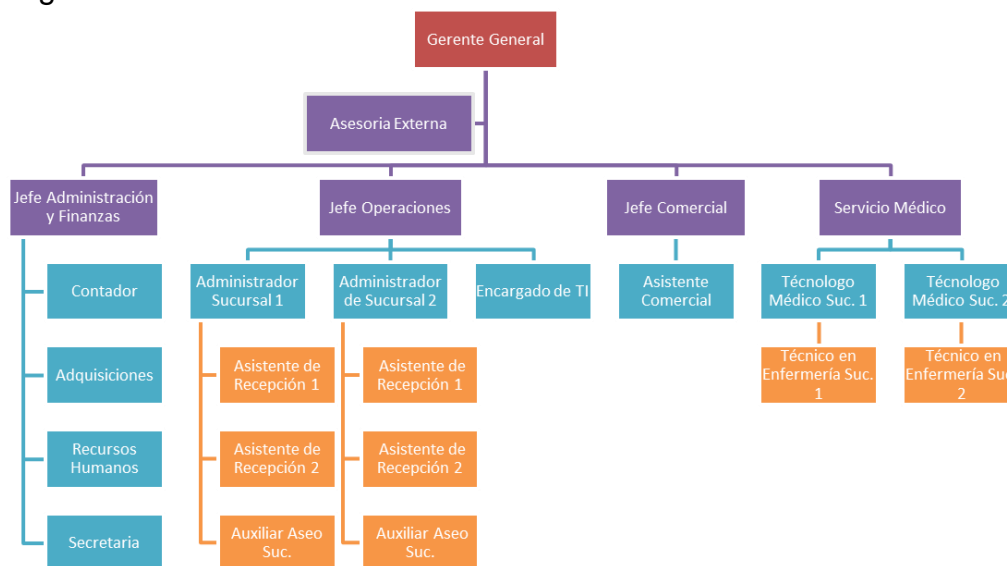 Gerente General
Asesoria Externa
Jefe Administración
y Finanzas
Jefe Operaciones
Jefe Comercial
Servicio Médico
Contador
Administrador
Sucursal 1
Administrador
de Sucursal 2
Encargado de TI
Asistente
Comercial
Técnologo
Médico Suc. 1
Técnologo
Médico Suc. 2
Adquisiciones
Asistente de
Recepción 1
Asistente de
Recepción 1
Técnico en
Enfermería Suc.
1
Técnico en
Enfermería Suc.
2
Recursos
Humanos
Asistente de
Recepción 2
Asistente de
Recepción 2
Secretaria
Auxiliar Aseo
Suc.
Auxiliar Aseo
Suc.